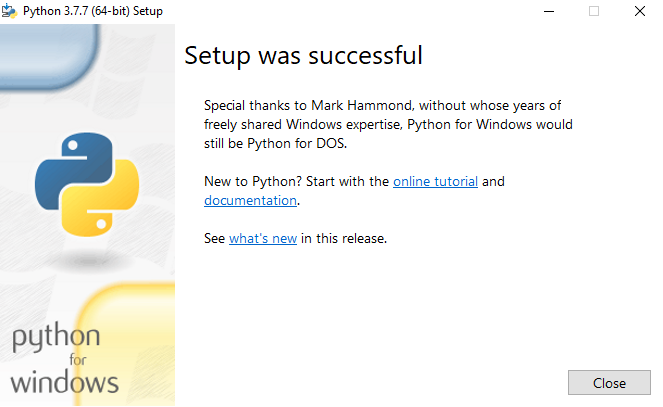 Python 3.7.7 (64-bit) Setup
Setup was successful
Special thanks to Mark Hammond, without whose years of
freely shared Windows expertise, Python for Windows would
still be Python for DOS.
New to Python? Start with the online tutorial and
documentation.
See what's new in this release.
python
for
windows
Close